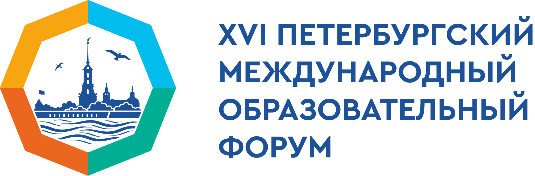 XVI ПЕТЕРБУРГСКИЙ
МЕЖДУНАРОДНЫЙ
ОБРАЗОВАТЕЛЬНЫЙ
ФОРУМ